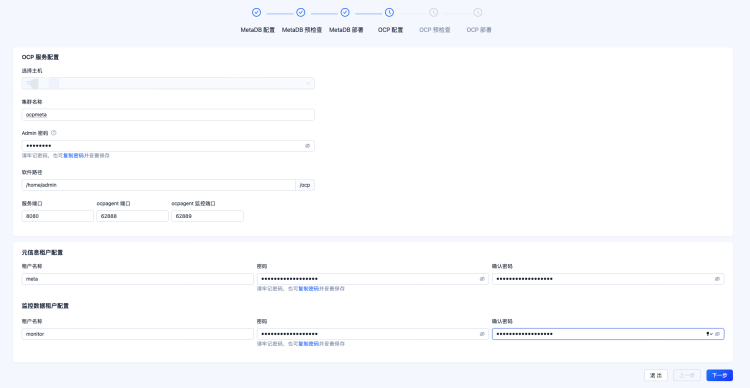 MetaDB 配置 MetaDB 预检查 MetaDB 部署 OCP 配置 OCP 预检查 OCP 部署
OCP 服务配置
选择主机
集群名称
ocpmeta
Admin 密码
••••••••
请牢记密码，也可复制密码并妥善保存
软件路径
/home/admin /ocp
服务端口 ocpagent 端口 ocpagent 监控端口
8080 62888 62889
元信息租户配置
租户名称 密码 确认密码
meta •••••••••••••••••• ••••••••••••••••••
请牢记密码，也可复制密码并妥善保存
监控数据租户配置
租户名称 密码 确认密码
monitor •••••••••••••••••• ••••••••••••••••••
请牢记密码，也可复制密码并妥善保存
退出 上一步 下一步